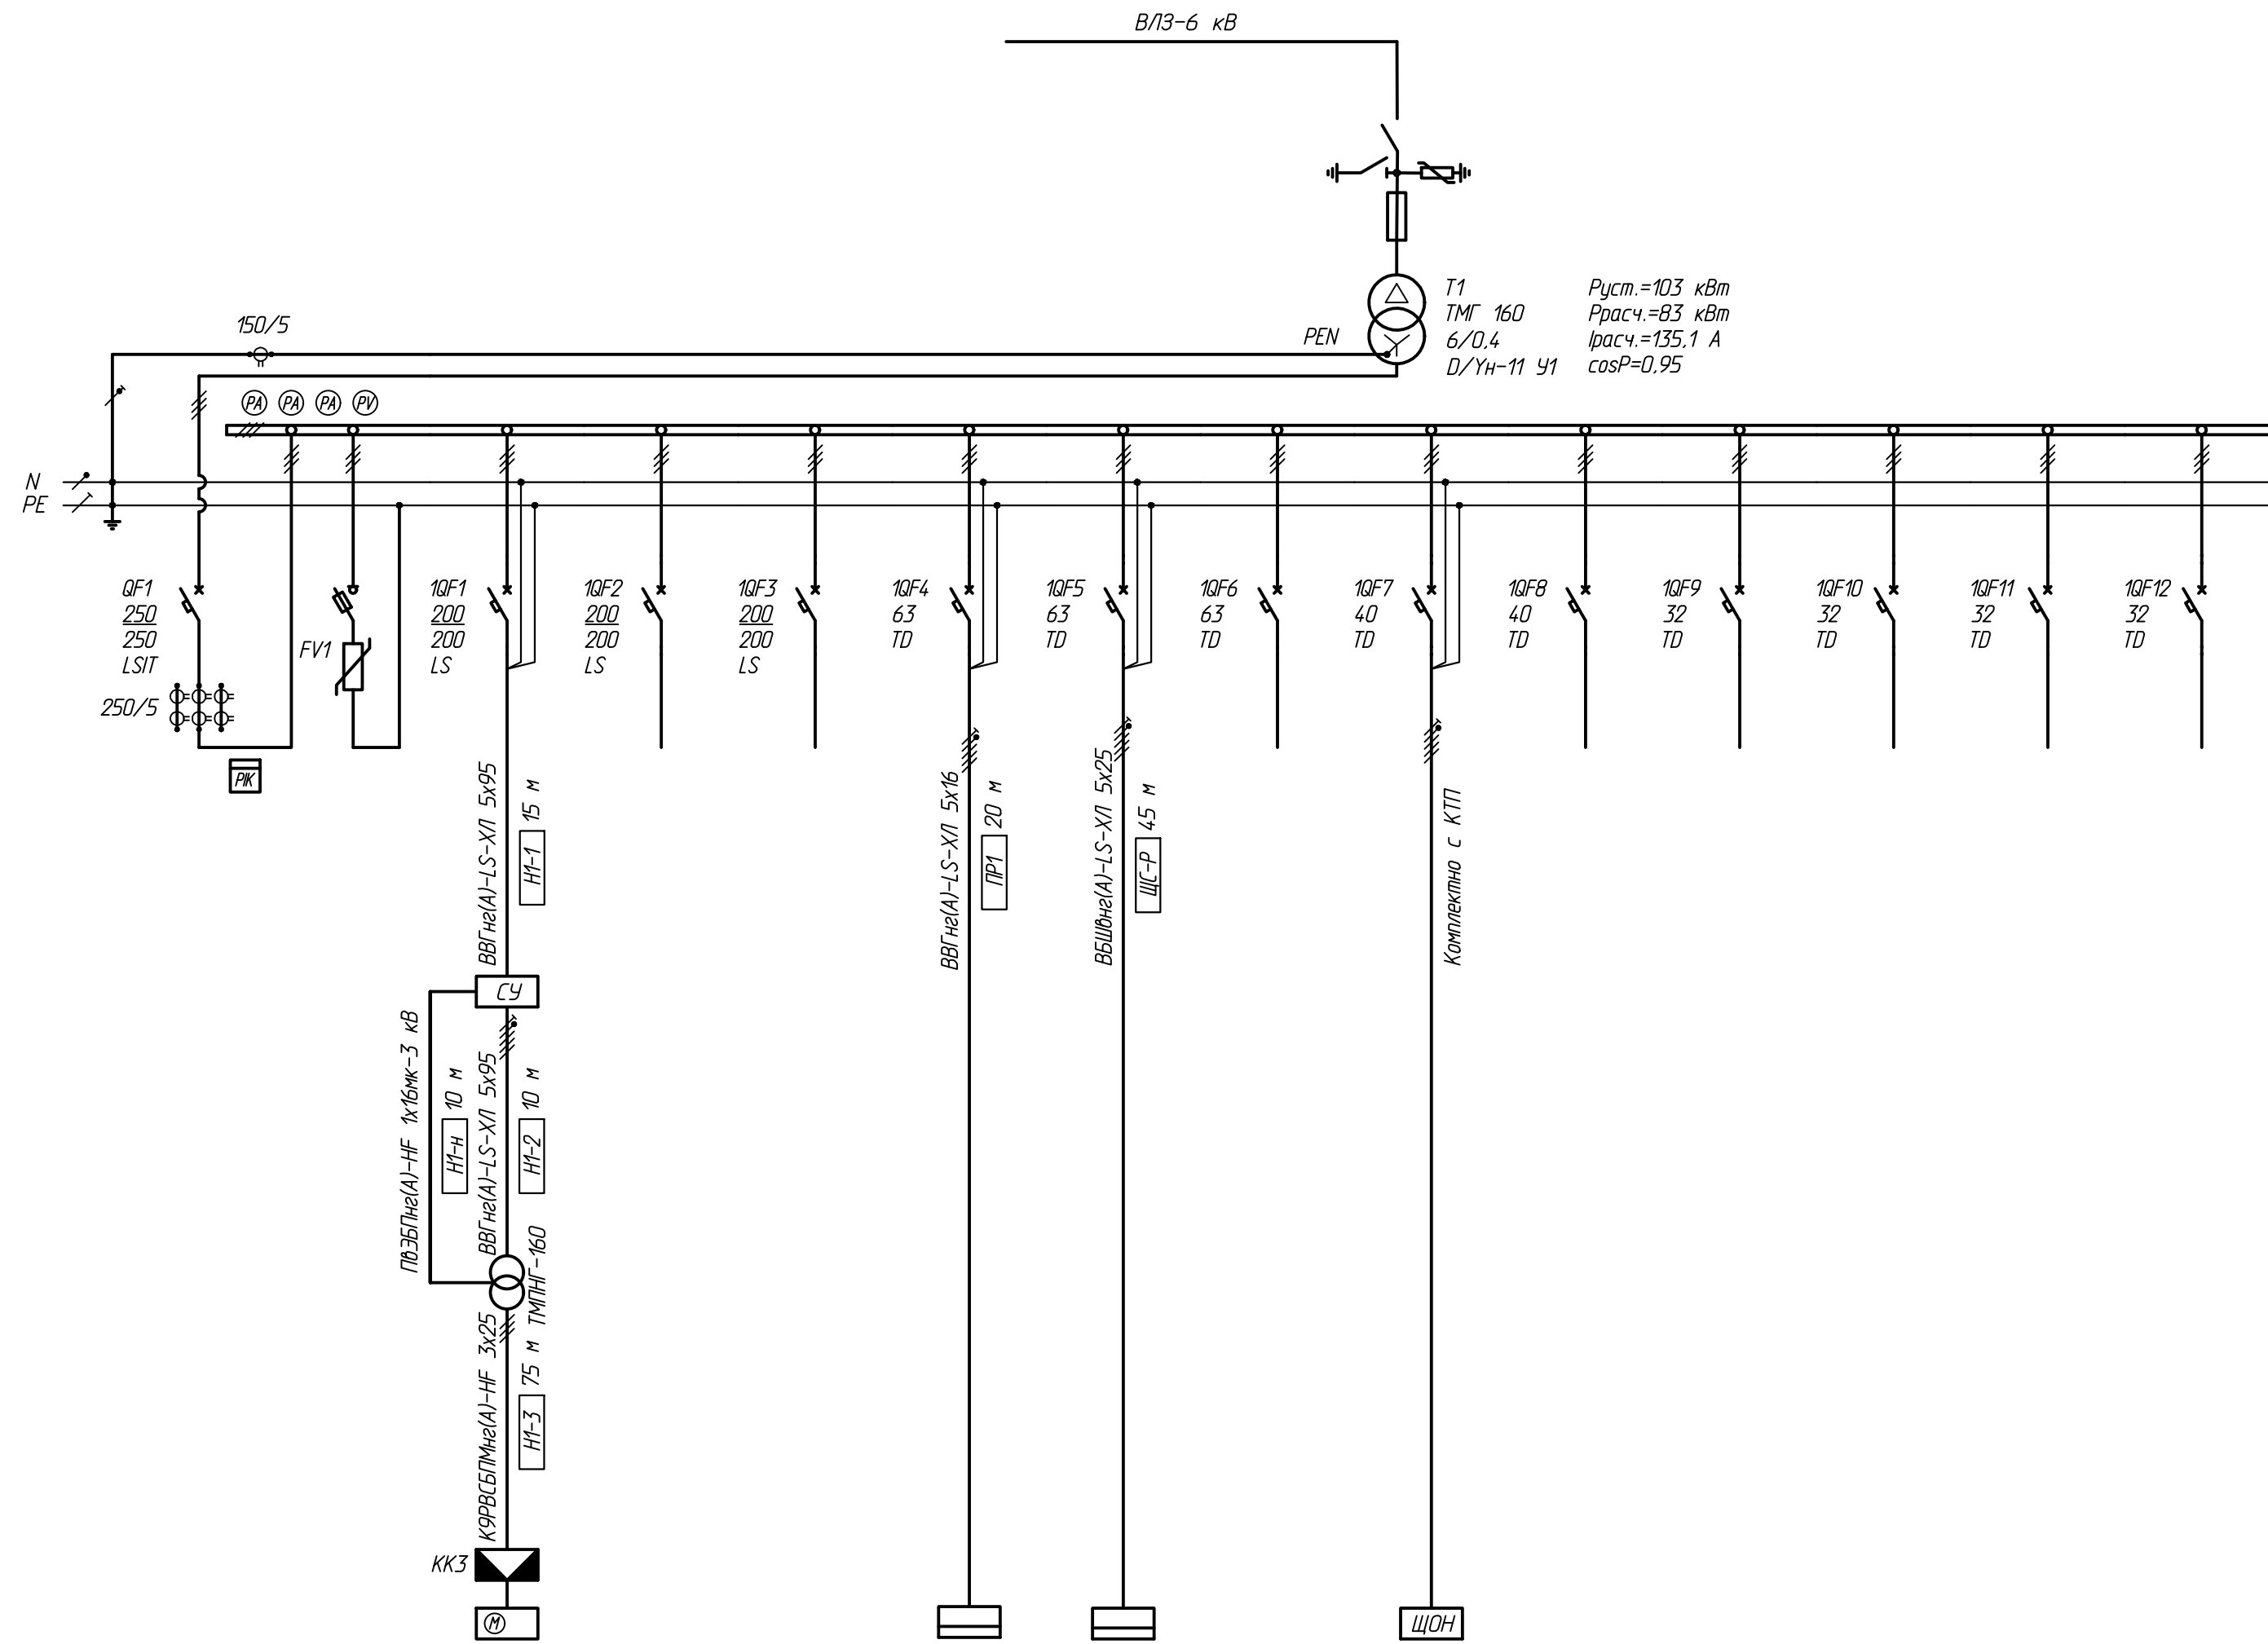 ВЛЗ-6 кВ
Т1
ТМГ 160
6/0,4
D/Yн-11 У1
Руст.=103 кВт
Ррасч.=83 кВт
Iрасч.=135,1 А
cosP=0,95
PEN
150/5
PA
PA
PA
PV
N
PE
QF1
250
250
LSIT
250/5
PIK
FV1
1QF1
200
200
LS
1QF2
200
200
LS
1QF3
200
200
LS
1QF4
63
TD
1QF5
63
TD
1QF6
63
TD
1QF7
40
TD
1QF8
40
TD
1QF9
32
TD
1QF10
32
TD
1QF11
32
TD
1QF12
32
TD
ВВГнг(А)-LS-ХЛ 5х95
Н1-1 15 м
ВВГнг(А)-LS-ХЛ 5х16
ПР1 20 м
ВБШвнг(А)-LS-ХЛ 5х25
ЩС-Р 45 м
Комплектно с КТП
СУ
ПвЭБПнг(А)-HF 1х16мк-3 кВ
Н1-н 10 м
ВВГнг(А)-LS-ХЛ 5х95
Н1-2 10 м
ТМПНГ-160
К9РВСБПМнг(А)-HF 3х25
Н1-3 75 м
КК3
М
ЩОН